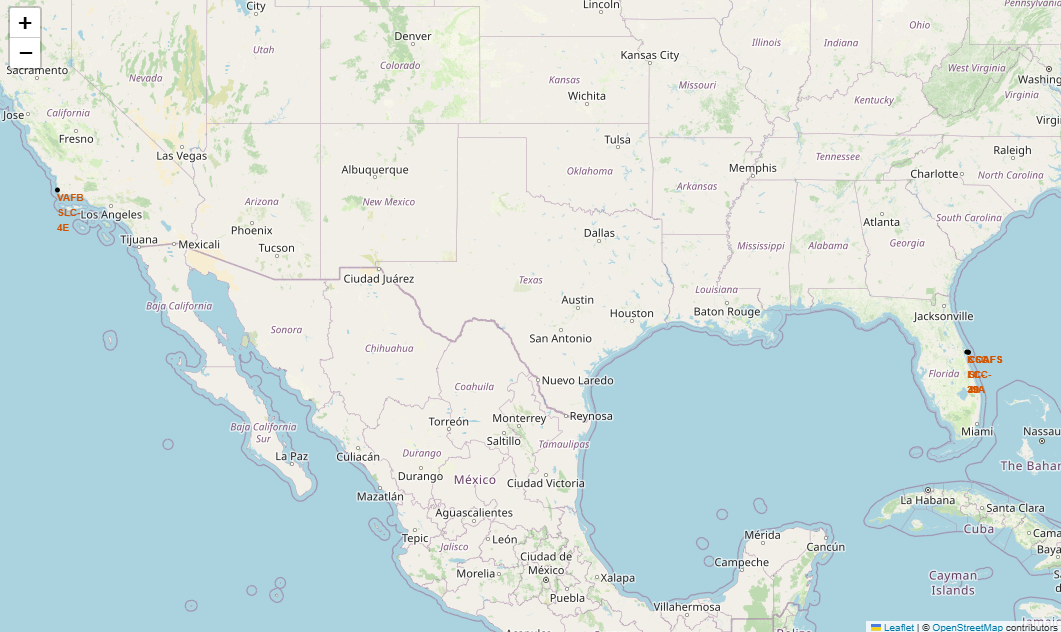 +
−
City
Lincoln
Pennsylvania
Ohio
Denver
Utah
Kansas City
Illinois
Indiana
Colorado
Sacramento
Nevada
Kansas
Missouri
West Virginia
Washing
Wichita
Kentucky
Virginia
Jose
California
Virgi
Fresno
Tulsa
Raleigh
Las Vegas
Tennessee
Albuquerque
Oklahoma
Memphis
Charlotte
North Carolina
Arkansas
VAFB
SLC-
4E
Arizona
New Mexico
Los Angeles
Atlanta
South Carolina
Phoenix
Dallas
Tijuana
Mexicali
Tucson
Mississippi
Alabama
Georgia
Ciudad Juárez
Texas
Louisiana
Baja California
Austin
Houston
Baton Rouge
Jacksonville
Sonora
San Antonio
Chihuahua
Florida
Nuevo Laredo
Coahuila
Monterrey
Reynosa
Torreón
Baja California
Sur
Miami
Nassau
Saltillo
Tamaulipas
La Paz
Culiacán
Durango
The Baham
Durango
México
Ciudad Victoria
Mazatlán
La Habana
Santa Clara
Aguascalientes
Cuba
Cama
Tepic
León
Jalisco
Mérida
Cancún
Baya
Ciudad de
México
Campeche
Morelia
Xalapa
Cayman
Islands
Puebla
Villahermosa
Leaflet | © OpenStreetMap contributors